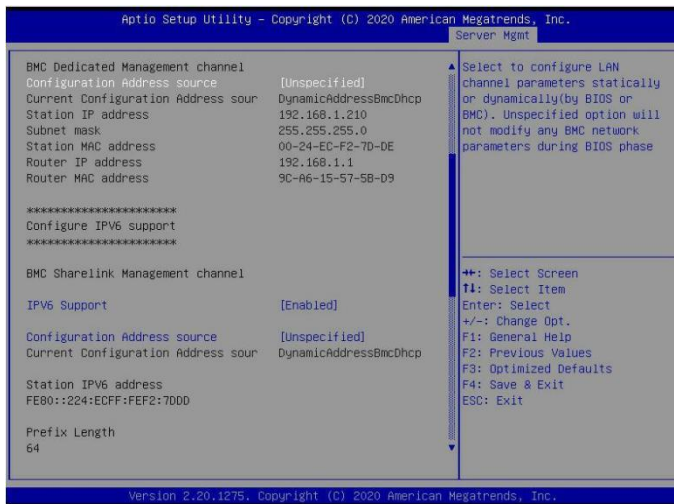 Aptio Setup Utility – Copyright (C) 2020 American Megatrends, Inc.
Server Mgmt
BMC Dedicated Management channel
Configuration Address source [Unspecified]
Current Configuration Address sour DynamicAddressBmcDhcp
Station IP address 192.168.1.210
Subnet mask 255.255.255.0
Station MAC address 00-24-EC-F2-7D-DE
Router IP address 192.168.1.1
Router MAC address 9C-A6-15-57-5B-D9
**********************
Configure IPV6 support
**********************
BMC Sharelink Management channel
IPV6 Support [Enabled]
Configuration Address source [Unspecified]
Current Configuration Address sour DynamicAddressBmcDhcp
Station IPV6 address
FE80::224:ECFF:FEF2:7DDD
Prefix Length
64
Select to configure LAN
channel parameters statically
or dynamically(by BIOS or
BMC). Unspecified option will
not modify any BMC network
parameters during BIOS phase
→←: Select Screen
↑↓: Select Item
Enter: Select
+/-: Change Opt.
F1: General Help
F2: Previous Values
F3: Optimized Defaults
F4: Save & Exit
ESC: Exit
Version 2.20.1275. Copyright (C) 2020 American Megatrends, Inc.